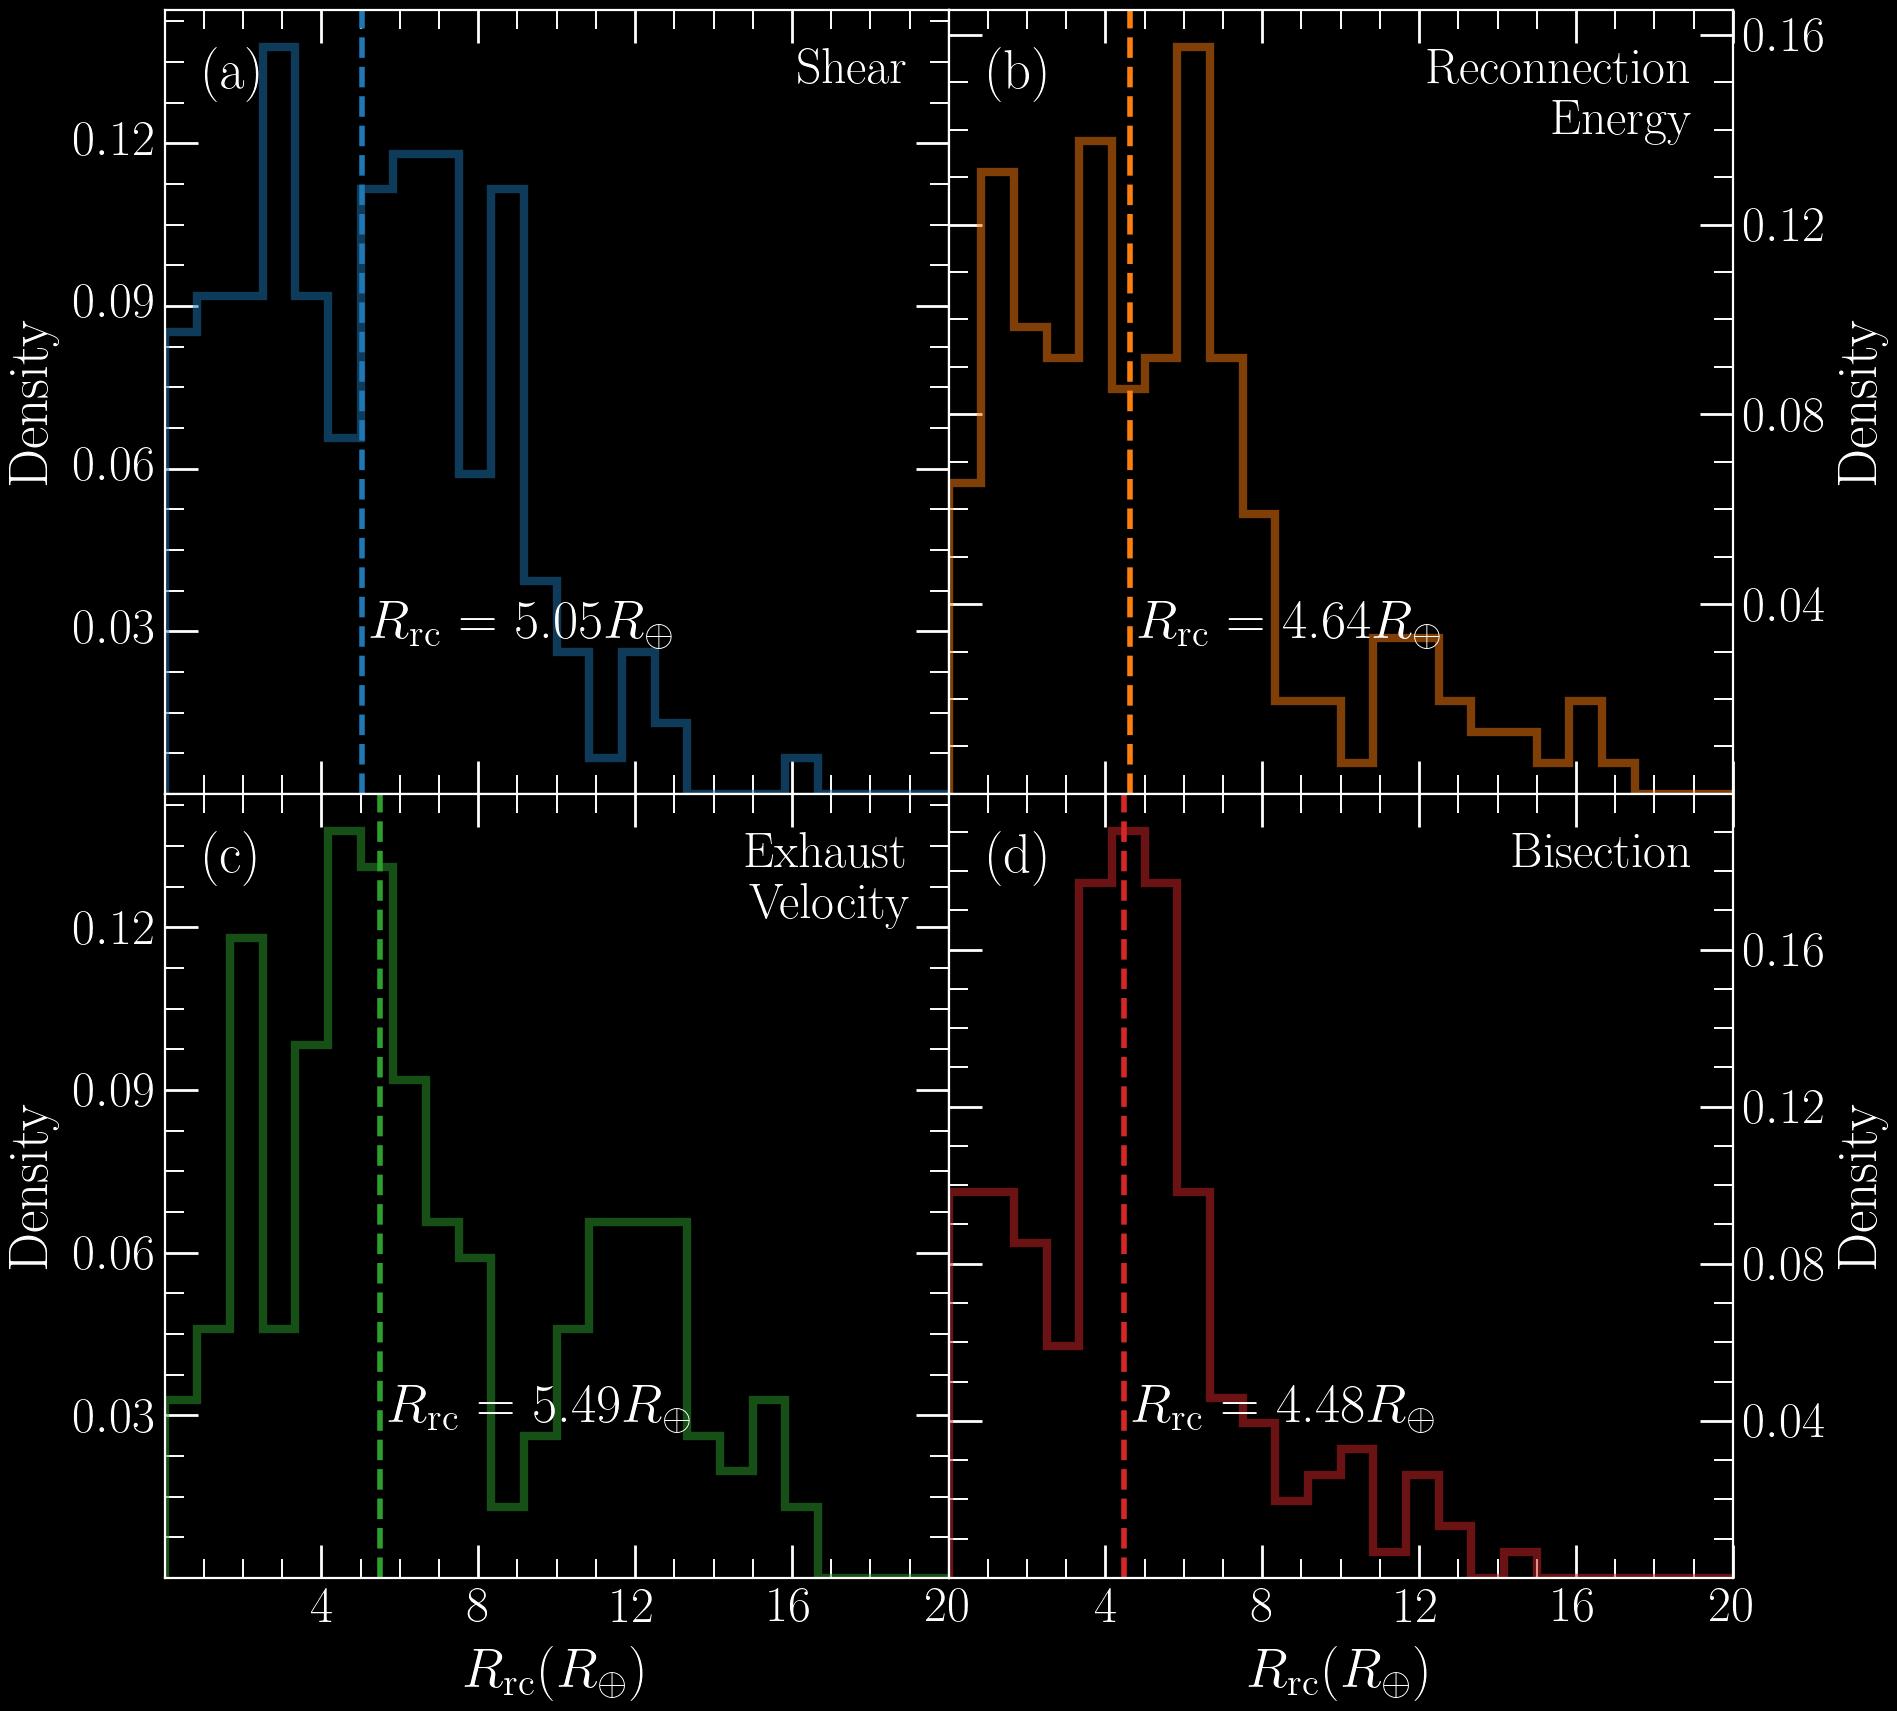 (a)
Shear
0.12
0.09
0.06
0.03
Density
R_rc = 5.05R_⊕
(b)
Reconnection
Energy
0.16
0.12
0.08
0.04
Density
R_rc = 4.64R_⊕
(c)
Exhaust
Velocity
0.12
0.09
0.06
0.03
Density
R_rc = 5.49R_⊕
4 8 12 16 20
R_rc(R_⊕)
(d)
Bisection
0.16
0.12
0.08
0.04
Density
R_rc = 4.48R_⊕
4 8 12 16 20
R_rc(R_⊕)